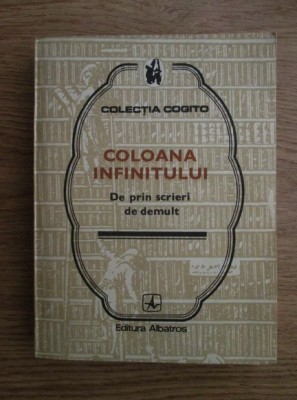 COLECȚIA COGITO
COLOANA
INFINITULUI
De prin scrieri
de demult
Editura Albatros